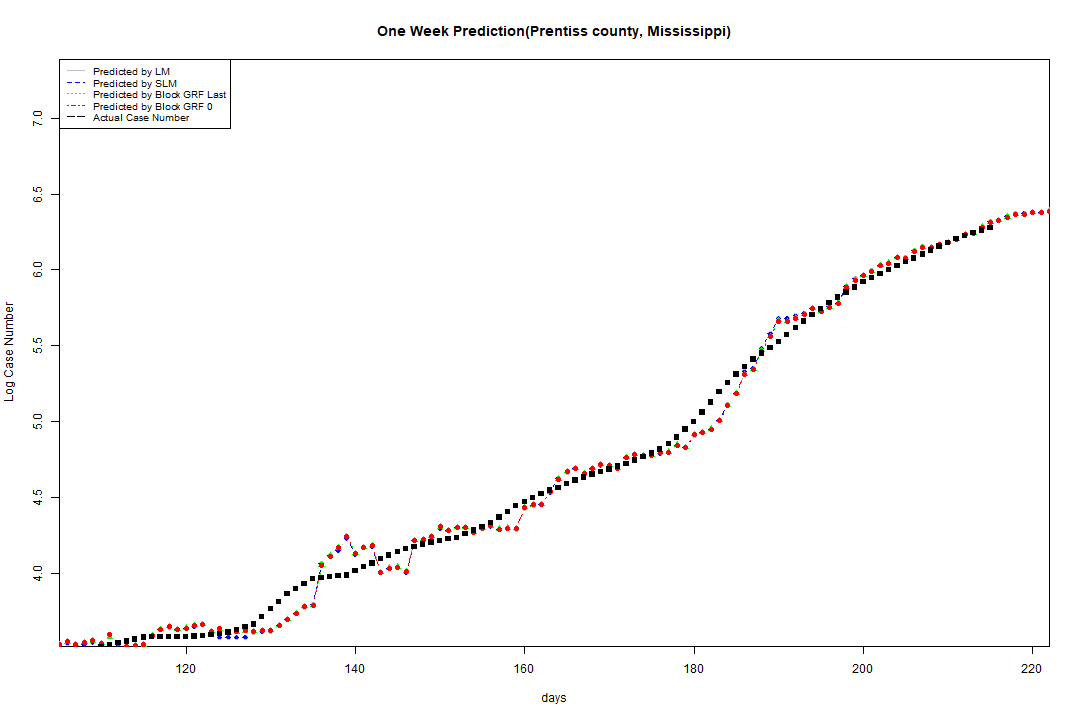 One Week Prediction(Prentiss county, Mississippi)
Predicted by LM
Predicted by SLM
Predicted by Block GRF Last
Predicted by Block GRF 0
Actual Case Number
7.0
6.5
6.0
5.5
5.0
4.5
4.0
Log Case Number
120 140 160 180 200 220
days